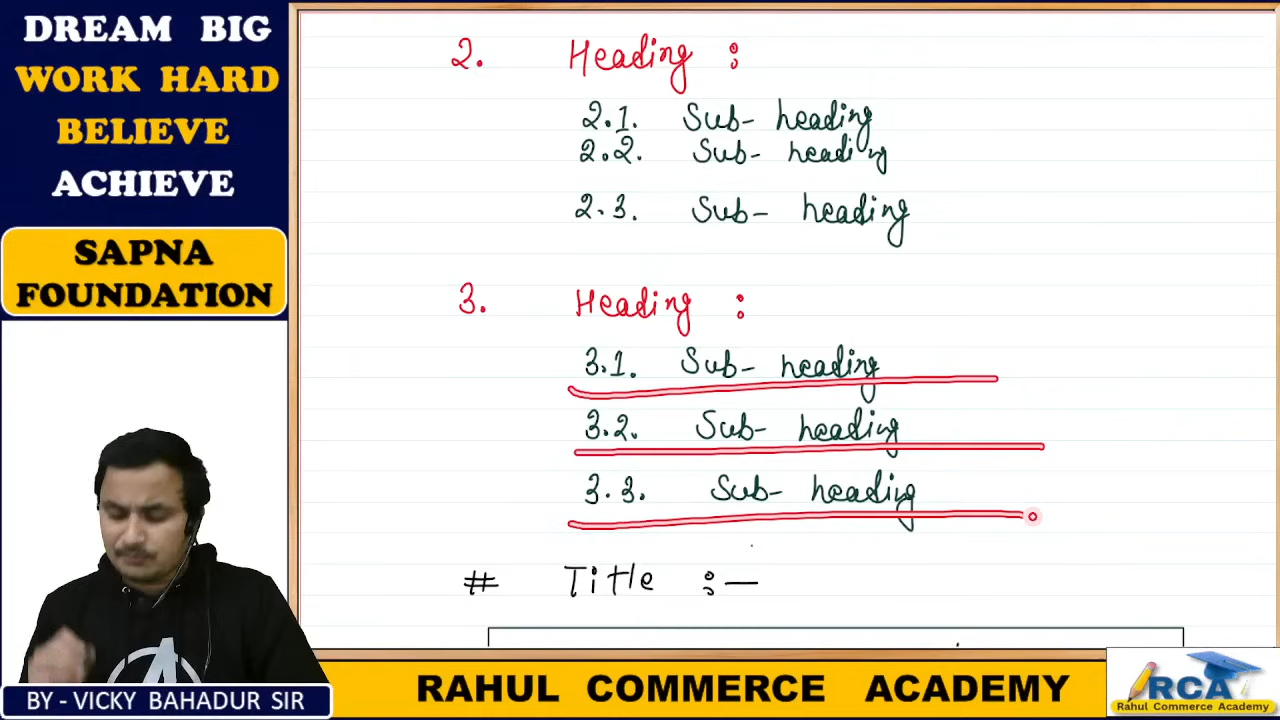 DREAM BIG
WORK HARD
BELIEVE
ACHIEVE
SAPNA
FOUNDATION
2. Heading :
2.1. Sub- heading
2.2. Sub- heading
2.3. Sub- heading
3. Heading :
3.1. Sub- heading
3.2. Sub- heading
3.3. Sub- heading
# Title :—
BY - VICKY BAHADUR SIR
RAHUL COMMERCE ACADEMY
RCA
Rahul Commerce Academy